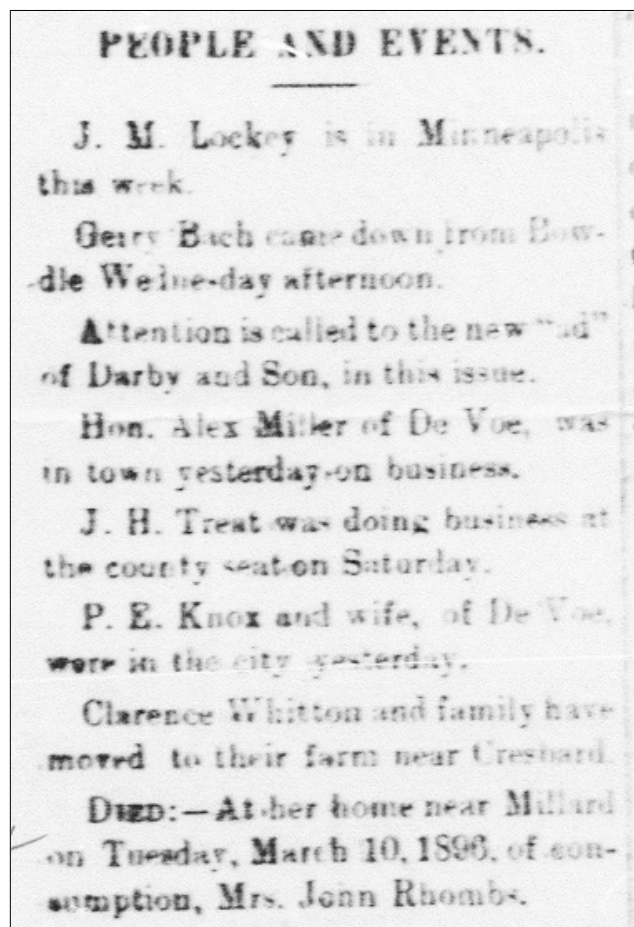 PEOPLE AND EVENTS.
J. M. Lockey is in Minneapolis
this week.
Gerry Bach came down from Bow-
dle Wednesday afternoon.
Attention is called to the new "ad"
of Darby and Son, in this issue.
Hon. Alex Miller of De Voe, was
in town yesterday on business.
J. H. Treat was doing business at
the county seat on Saturday.
P. E. Knox and wife, of De Voe,
were in the city yesterday.
Clarence Whitton and family have
moved to their farm near Cresbard.
DIED:—At her home near Millard
on Tuesday, March 10, 1896, of con-
sumption, Mrs. John Rhombs.